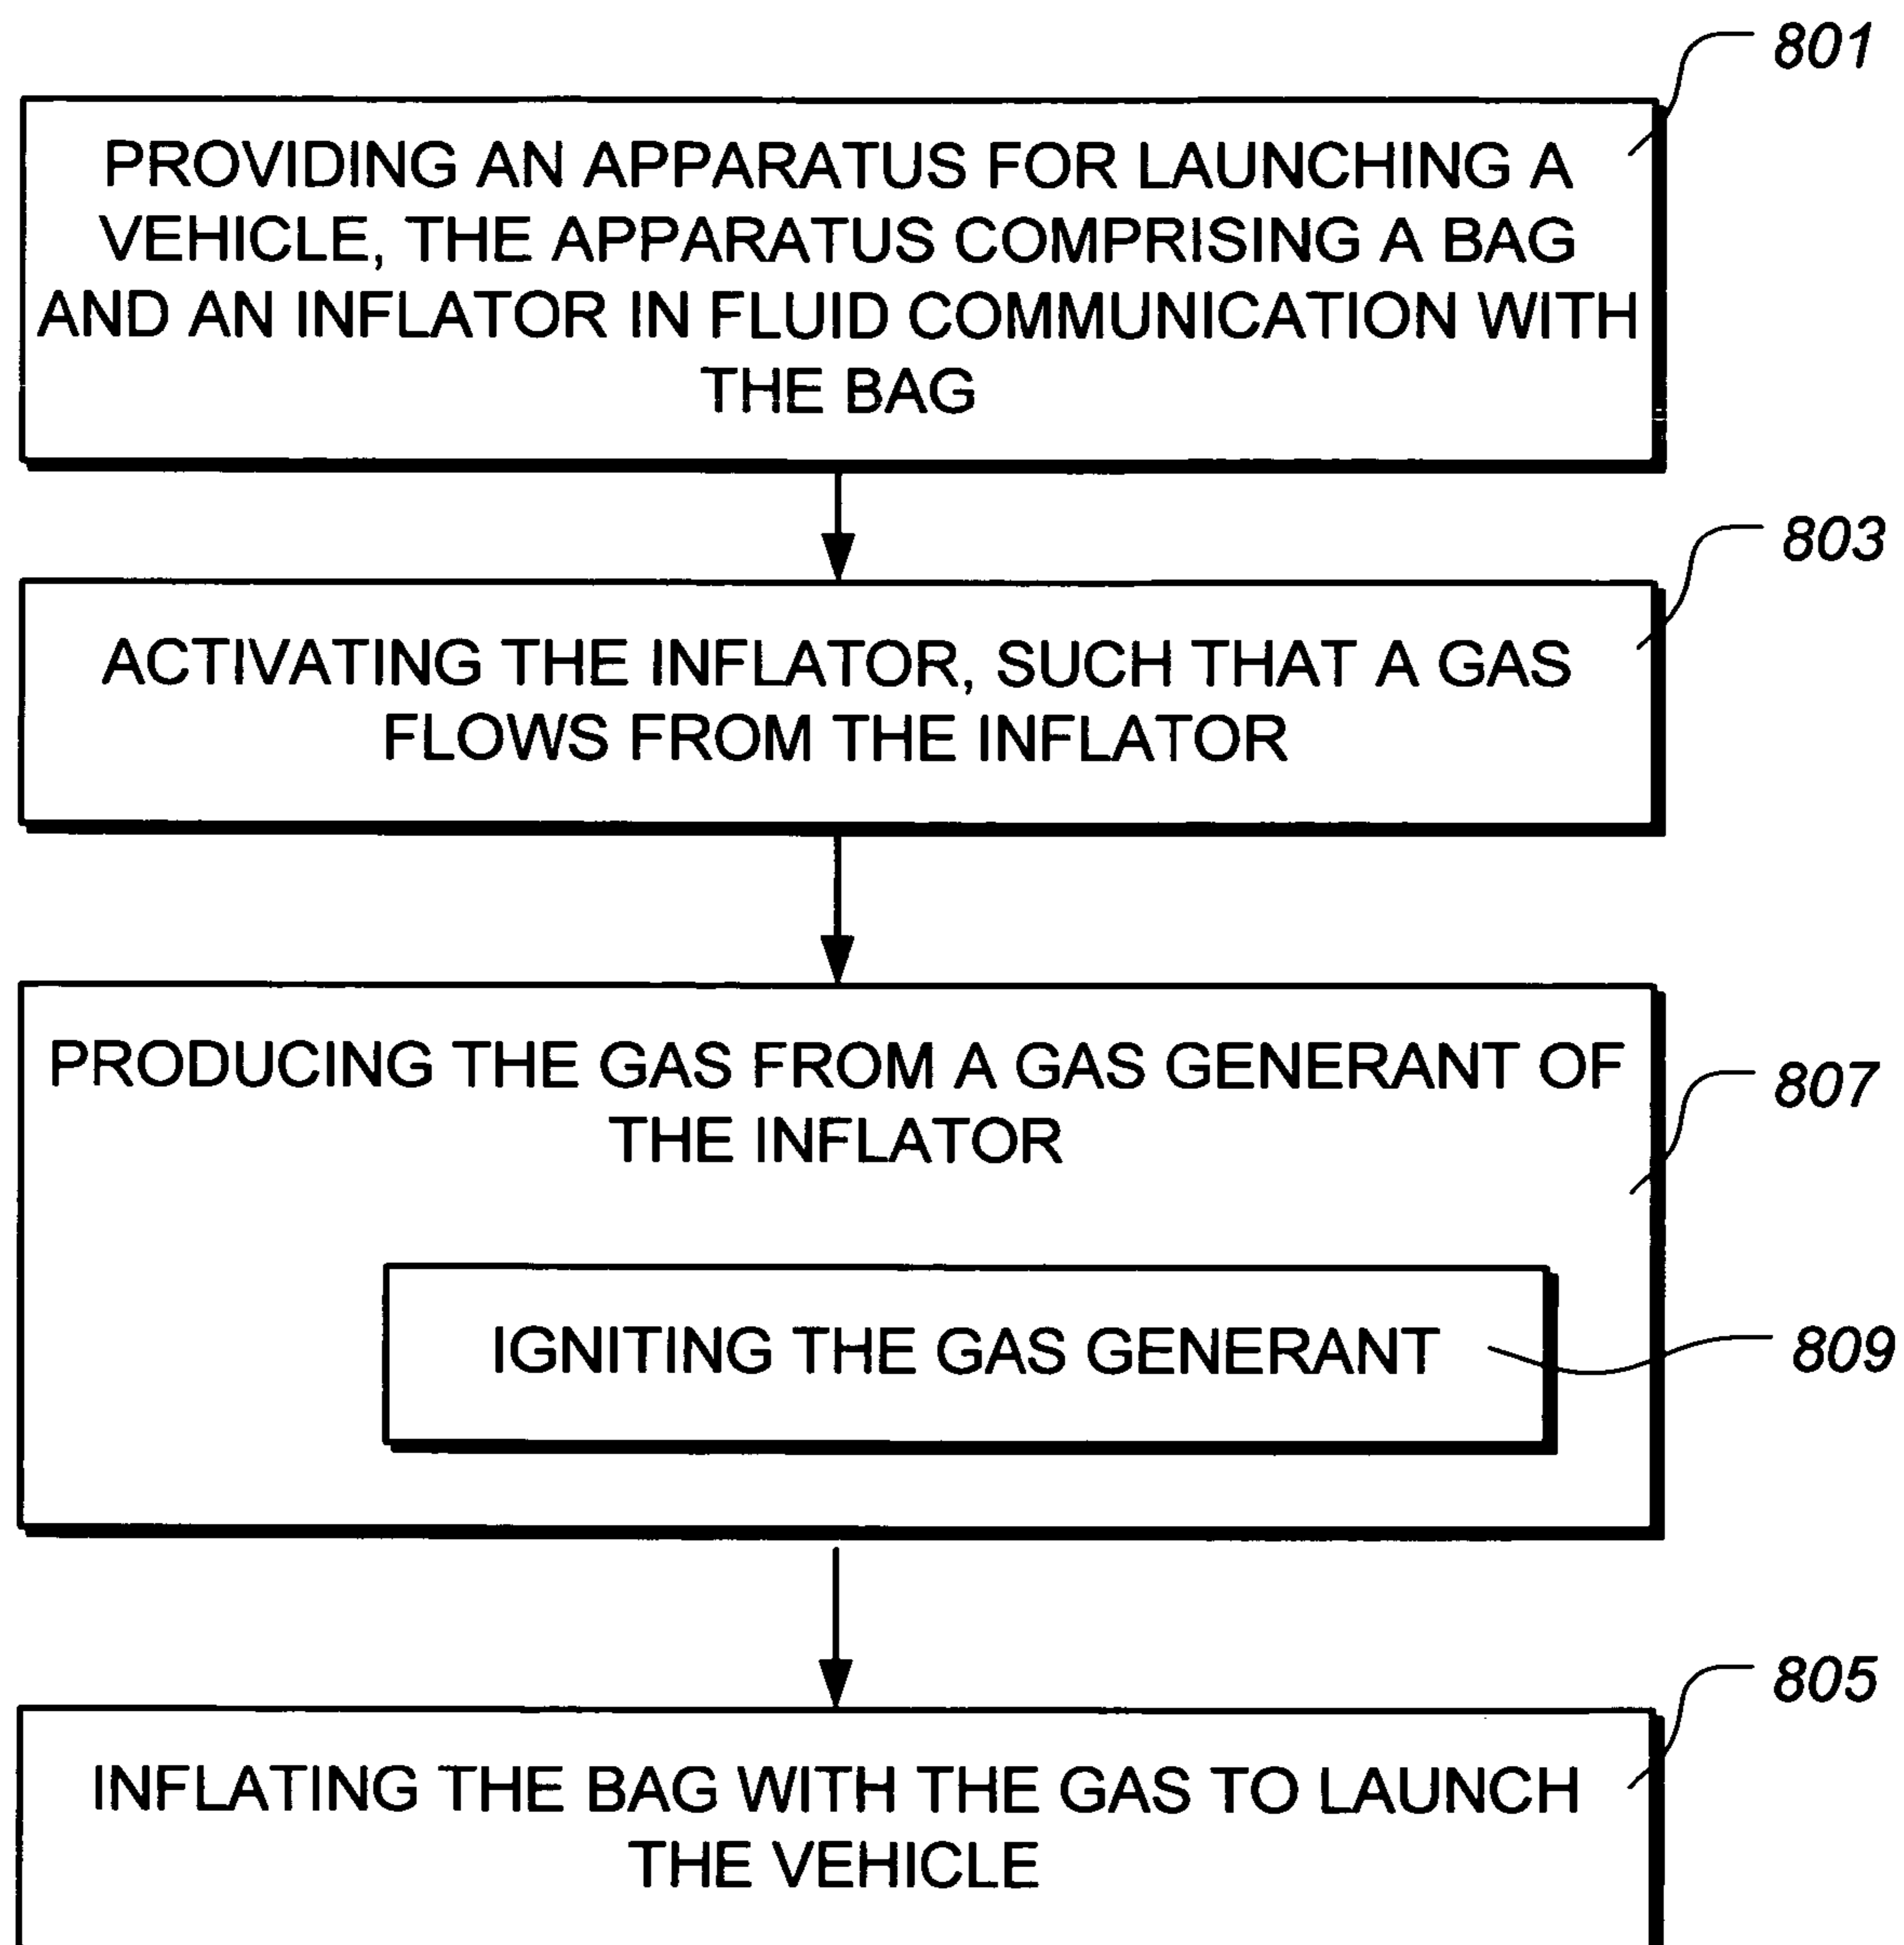 801
PROVIDING AN APPARATUS FOR LAUNCHING A
VEHICLE, THE APPARATUS COMPRISING A BAG
AND AN INFLATOR IN FLUID COMMUNICATION WITH
THE BAG
803
ACTIVATING THE INFLATOR, SUCH THAT A GAS
FLOWS FROM THE INFLATOR
PRODUCING THE GAS FROM A GAS GENERANT OF
THE INFLATOR
807
IGNITING THE GAS GENERANT
809
805
INFLATING THE BAG WITH THE GAS TO LAUNCH
THE VEHICLE